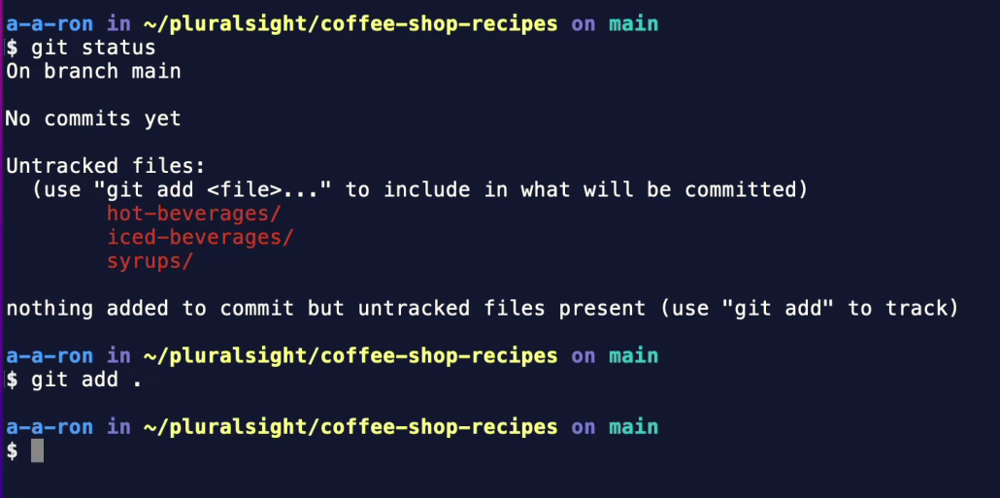 a-a-ron in ~/pluralsight/coffee-shop-recipes on main
$ git status
On branch main
No commits yet
Untracked files:
  (use "git add <file>..." to include in what will be committed)
        hot-beverages/
        iced-beverages/
        syrups/
nothing added to commit but untracked files present (use "git add" to track)
a-a-ron in ~/pluralsight/coffee-shop-recipes on main
$ git add .
a-a-ron in ~/pluralsight/coffee-shop-recipes on main
$